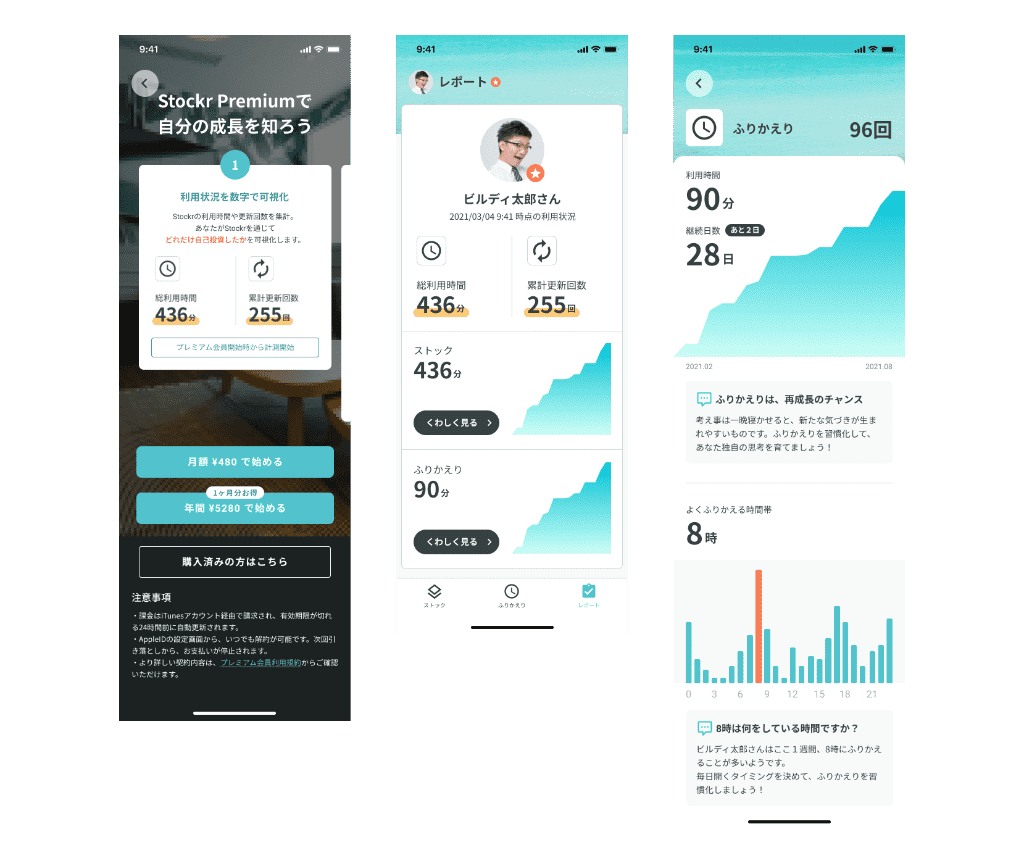 9:41
Stockr Premiumで
自分の成長を知ろう
1
利用状況を数字で可視化
Stockrの利用時間や更新回数を集計。
あなたがStockrを通じて
どれだけ自己投資したかを可視化します。
総利用時間
436分
累計更新回数
255回
プレミアム会員開始時から計測開始
月額 ¥480 で始める
1ヶ月分お得
年間 ¥5280 で始める
購入済みの方はこちら
注意事項
・課金はiTunesアカウント経由で請求され、有効期限が切れ
る24時間前に自動更新されます。
・AppleIDの設定画面から、いつでも解約が可能です。次回引
き落としから、お支払いが停止されます。
・より詳しい契約内容は、プレミアム会員利用規約からご確認
いただけます。
9:41
レポート
ビルディ太郎さん
2021/03/04 9:41 時点の利用状況
総利用時間
436分
累計更新回数
255回
ストック
436分
くわしく見る
ふりかえり
90分
くわしく見る
ストック
ふりかえり
レポート
9:41
ふりかえり
96回
利用時間
90分
継続日数
あと2日
28日
2021.02
2021.08
ふりかえりは、再成長のチャンス
考え事は一晩寝かせると、新たな気づきが生ま
れやすいものです。ふりかえりを習慣化して、
あなた独自の思考を育てましょう！
よくふりかえる時間帯
8時
0 3 6 9 12 15 18 21
8時は何をしている時間ですか？
ビルディ太郎さんはここ１週間、8時にふりかえ
ることが多いようです。
毎日開くタイミングを決めて、ふりかえりを習
慣化しましょう！